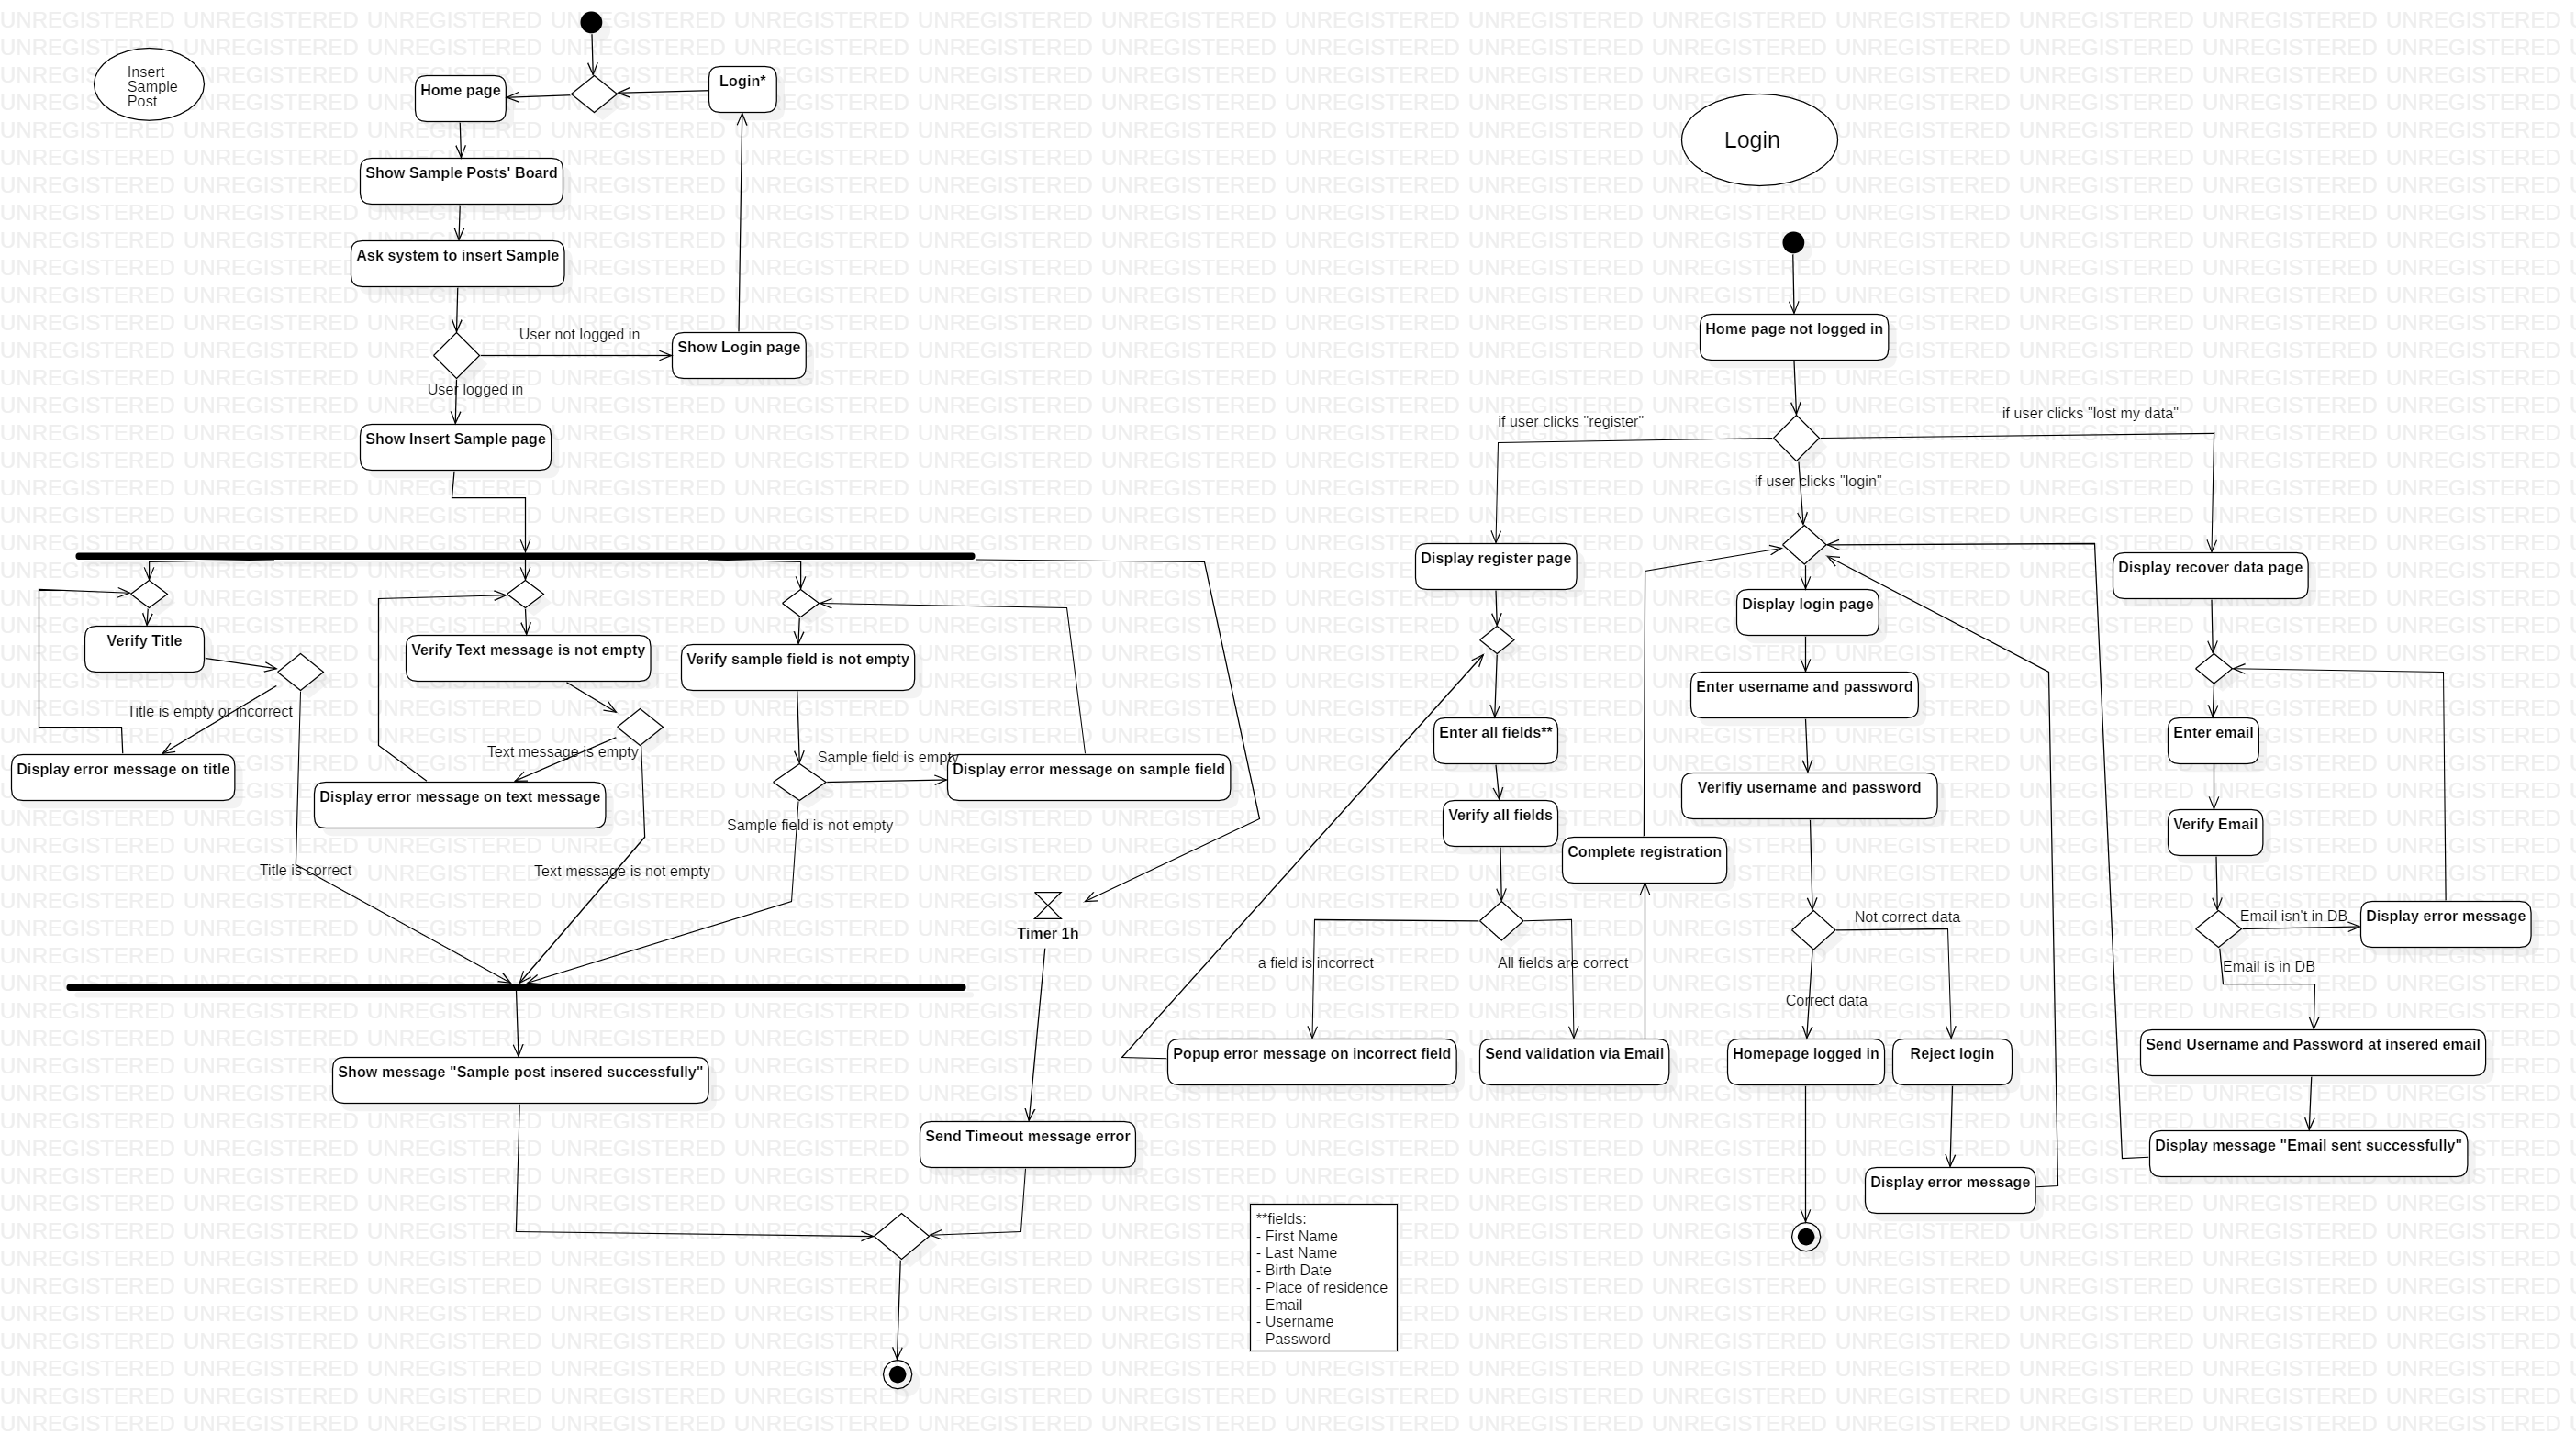 Insert
Sample
Post
Home page
Login*
Show Sample Posts' Board
Ask system to insert Sample
User not logged in
Show Login page
User logged in
Show Insert Sample page
Verify Title
Verify Text message is not empty
Verify sample field is not empty
Title is empty or incorrect
Text message is empty
Sample field is empty
Display error message on title
Display error message on text message
Display error message on sample field
Sample field is not empty
Title is correct
Text message is not empty
Timer 1h
Show message "Sample post insered successfully"
Send Timeout message error
Login
Home page not logged in
if user clicks "register"
if user clicks "lost my data"
if user clicks "login"
Display register page
Display login page
Display recover data page
Enter username and password
Enter all fields**
Enter email
Verifiy username and password
Verify all fields
Verify Email
Complete registration
Not correct data
Email isn't in DB
Display error message
a field is incorrect
All fields are correct
Email is in DB
Correct data
Popup error message on incorrect field
Send validation via Email
Homepage logged in
Reject login
Send Username and Password at insered email
Display message "Email sent successfully"
Display error message
**fields:
- First Name
- Last Name
- Birth Date
- Place of residence
- Email
- Username
- Password
UNREGISTERED